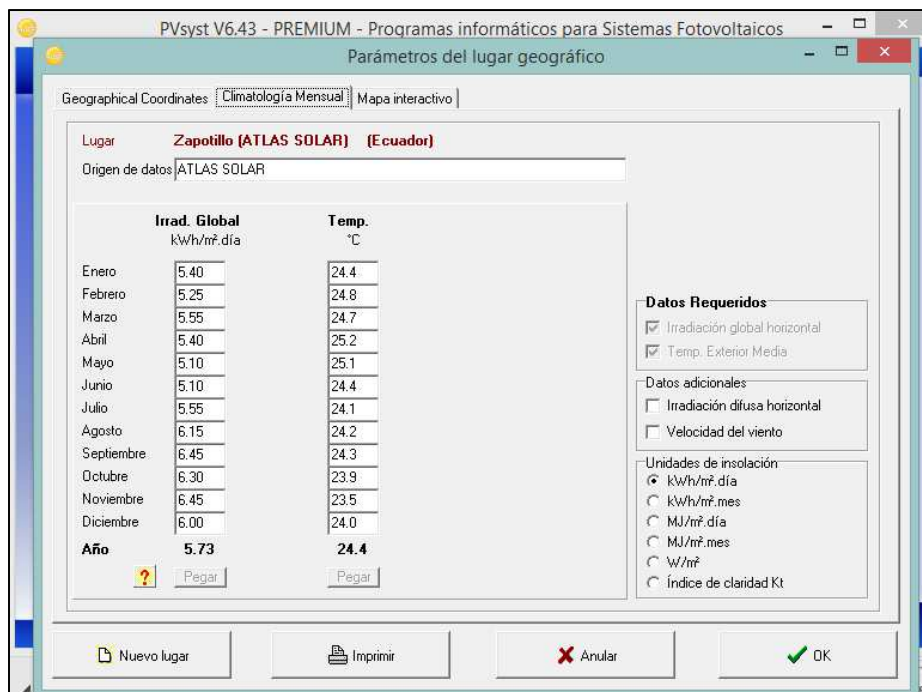 PVsyst V6.43 - PREMIUM - Programas informáticos para Sistemas Fotovoltaicos
Parámetros del lugar geográfico
Geographical Coordinates Climatología Mensual Mapa interactivo
Lugar Zapotillo (ATLAS SOLAR) (Ecuador)
Origen de datos ATLAS SOLAR
Irrad. Global Temp.
kWh/m².día °C
Enero 5.40 24.4
Febrero 5.25 24.8
Marzo 5.55 24.7
Abril 5.40 25.2
Mayo 5.10 25.1
Junio 5.10 24.4
Julio 5.55 24.1
Agosto 6.15 24.2
Septiembre 6.45 24.3
Octubre 6.30 23.9
Noviembre 6.45 23.5
Diciembre 6.00 24.0
Año 5.73 24.4
? Pegar Pegar
Datos Requeridos
Irradiación global horizontal
Temp. Exterior Media
Datos adicionales
Irradiación difusa horizontal
Velocidad del viento
Unidades de insolación
kWh/m².día
kWh/m².mes
MJ/m².día
MJ/m².mes
W/m²
Índice de claridad Kt
Nuevo lugar Imprimir Anular OK